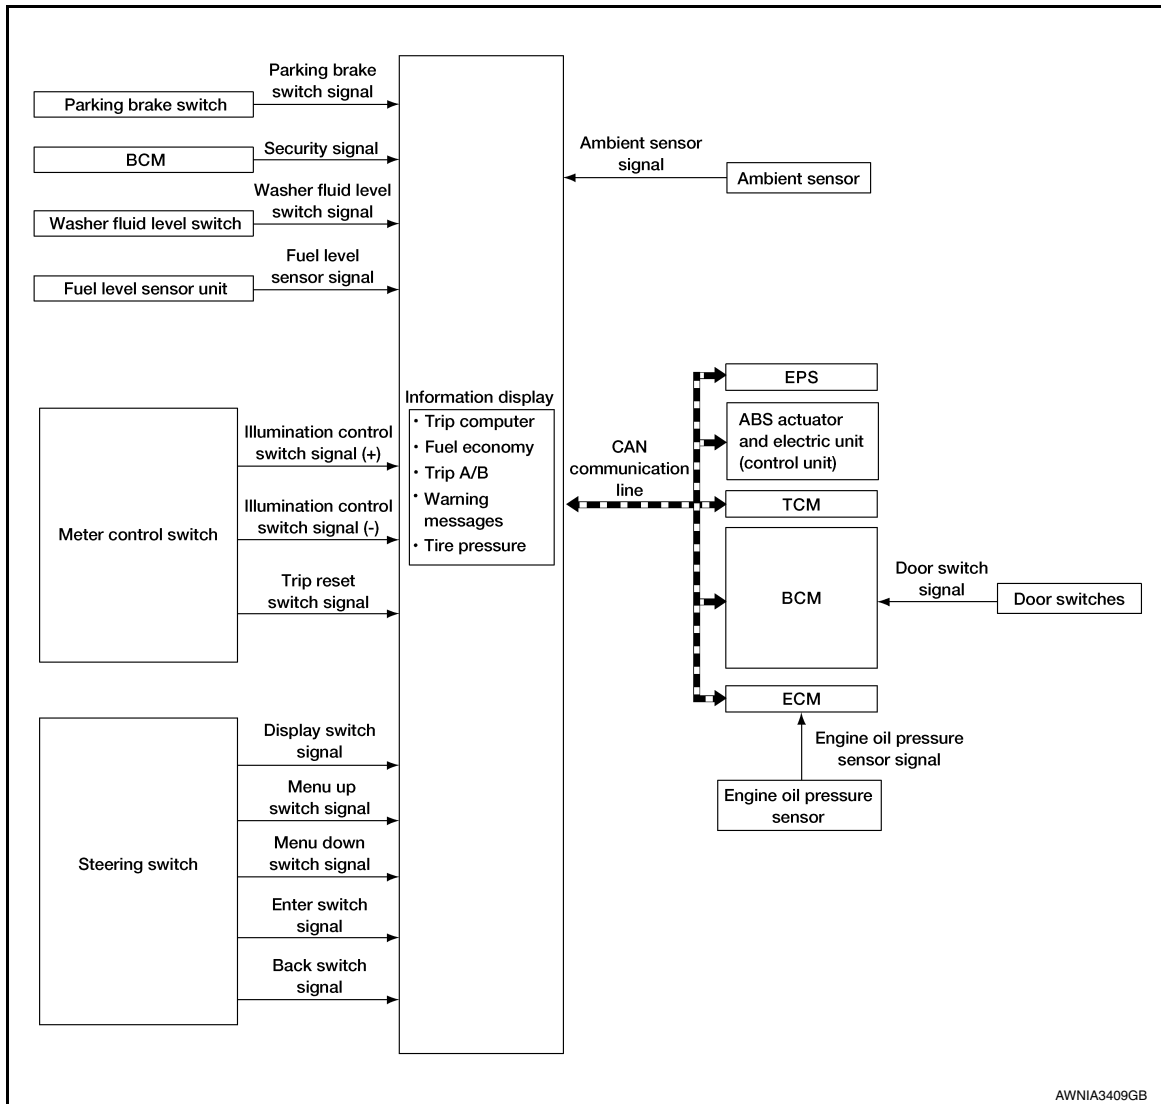 Parking brake
switch signal
Parking brake switch
Security signal
BCM
Washer fluid level
switch signal
Washer fluid level switch
Fuel level
sensor signal
Fuel level sensor unit
Ambient sensor
signal
Ambient sensor
Illumination control
switch signal (+)
Illumination control
switch signal (-)
Meter control switch
Trip reset
switch signal
Information display
· Trip computer
· Fuel economy
· Trip A/B
· Warning
messages
· Tire pressure
CAN
communication
line
EPS
ABS actuator
and electric unit
(control unit)
TCM
BCM
Door switch
signal
Door switches
ECM
Engine oil pressure
sensor signal
Engine oil pressure
sensor
Display switch
signal
Menu up
switch signal
Menu down
switch signal
Steering switch
Enter switch
signal
Back switch
signal
AWNIA3409GB